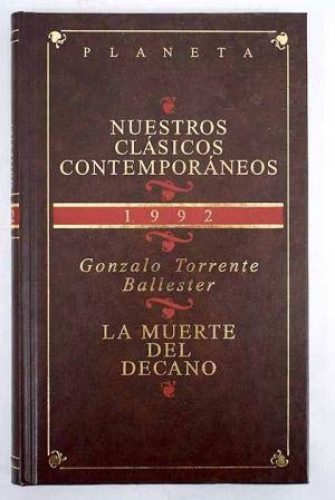 PLANETA
NUESTROS
CLÁSICOS
CONTEMPORÁNEOS
1992
Gonzalo Torrente
Ballester
LA MUERTE
DEL
DECANO